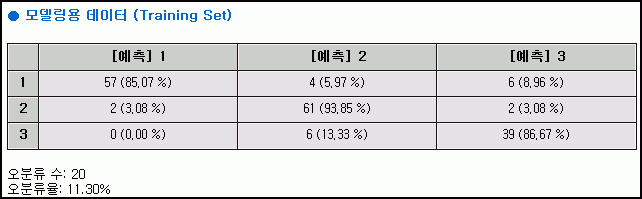 ● 모델링용 데이터 (Training Set)
[예측] 1 [예측] 2 [예측] 3
1 57 (85,07 %) 4 (5,97 %) 6 (8,96 %)
2 2 (3,08 %) 61 (93,85 %) 2 (3,08 %)
3 0 (0,00 %) 6 (13,33 %) 39 (86,67 %)
오분류 수: 20
오분류율: 11.30%